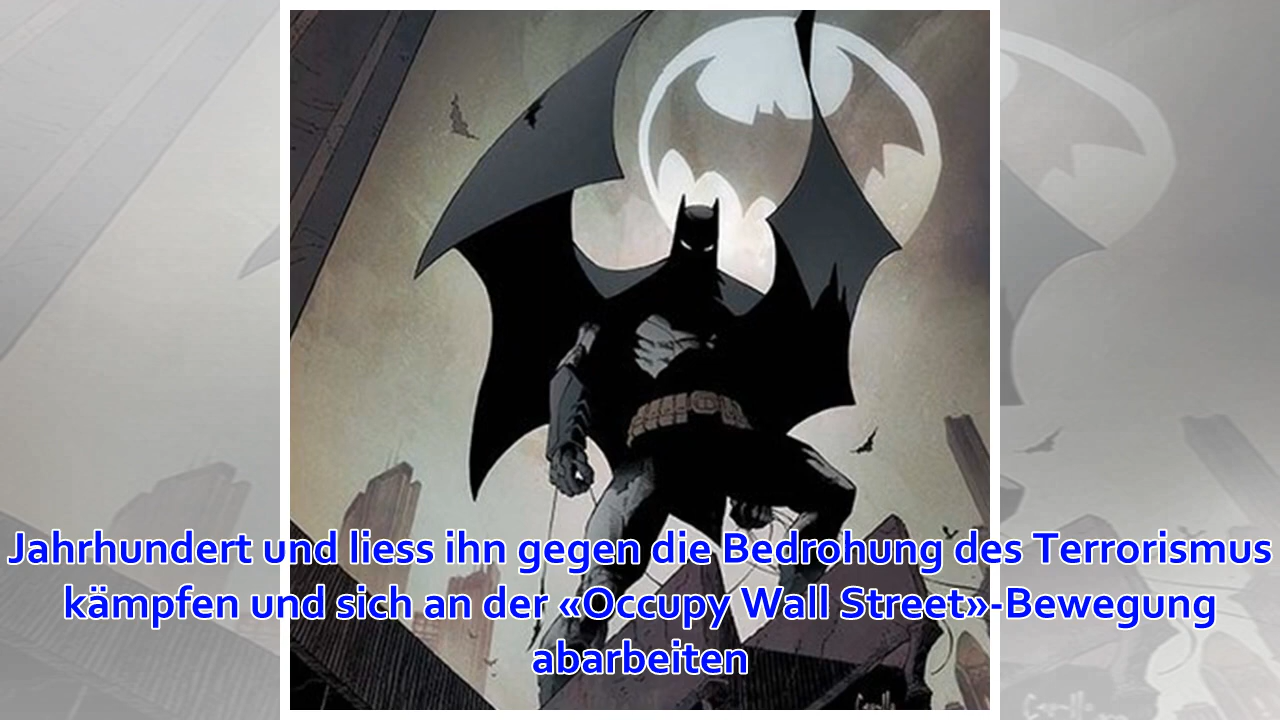 Jahrhundert und liess ihn gegen die Bedrohung des Terrorismus
kämpfen und sich an der «Occupy Wall Street»-Bewegung
abarbeiten